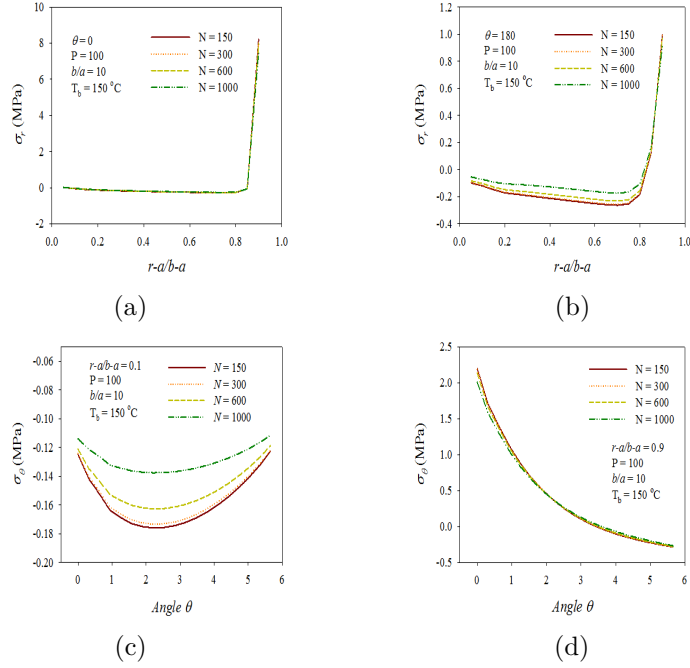 10
8
6
4
2
0
-2
σr (MPa)
θ = 0
P = 100
b/a = 10
Tb = 150 ⁰C
N = 150
N = 300
N = 600
N = 1000
0.0 0.2 0.4 0.6 0.8 1.0
r-a/b-a
(a)
1.2
1.0
0.8
0.6
0.4
0.2
0.0
-0.2
-0.4
σr (MPa)
θ = 180
P = 100
b/a = 10
Tb = 150 ⁰C
N = 150
N = 300
N = 600
N = 1000
0.0 0.2 0.4 0.6 0.8 1.0
r-a/b-a
(b)
-0.06
-0.08
-0.10
-0.12
-0.14
-0.16
-0.18
-0.20
σθ (MPa)
r-a/b-a = 0.1
P = 100
b/a = 10
Tb = 150 ⁰C
N = 150
N = 300
N = 600
N = 1000
0 1 2 3 4 5 6
Angle θ
(c)
2.5
2.0
1.5
1.0
0.5
0.0
-0.5
σθ (MPa)
N = 150
N = 300
N = 600
N = 1000
r-a/b-a = 0.9
P = 100
b/a = 10
Tb = 150 ⁰C
0 1 2 3 4 5 6
Angle θ
(d)